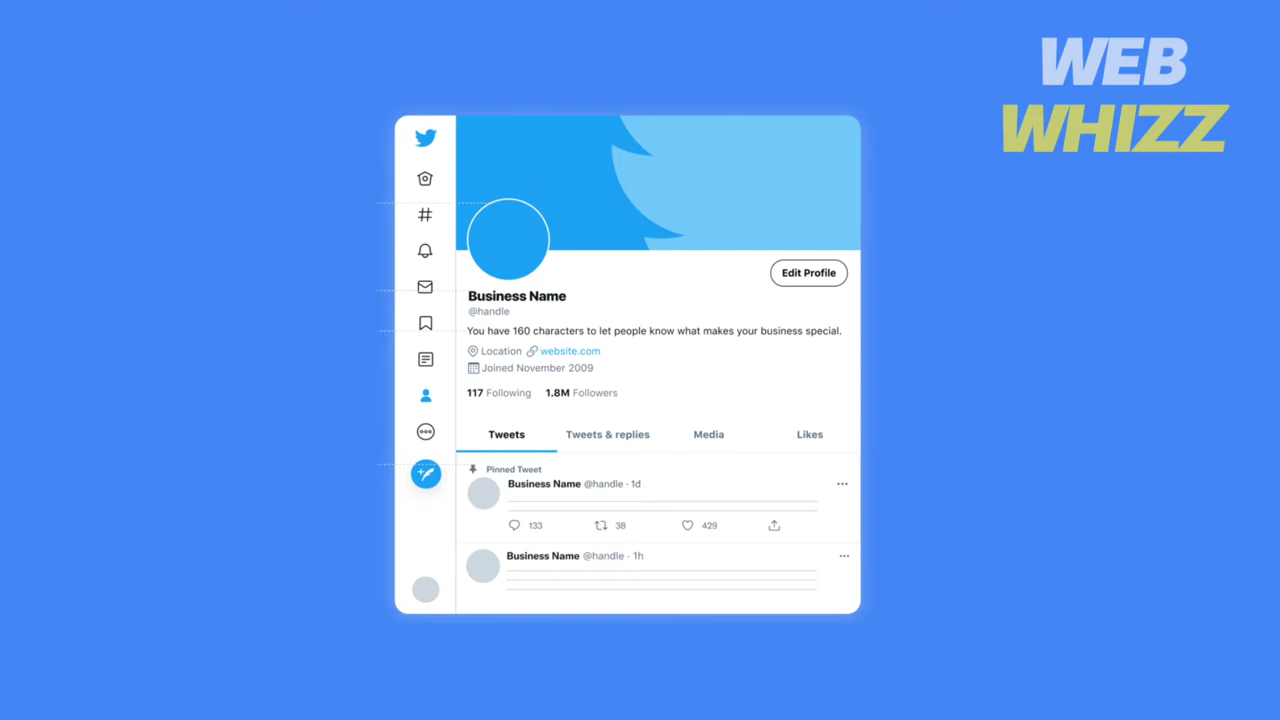 WEB
WHIZZ
Edit Profile
Business Name
@handle
You have 160 characters to let people know what makes your business special.
Location website.com
Joined November 2009
117 Following 1.8M Followers
Tweets Tweets & replies Media Likes
Pinned Tweet
Business Name @handle · 1d
133 38 429
Business Name @handle · 1h